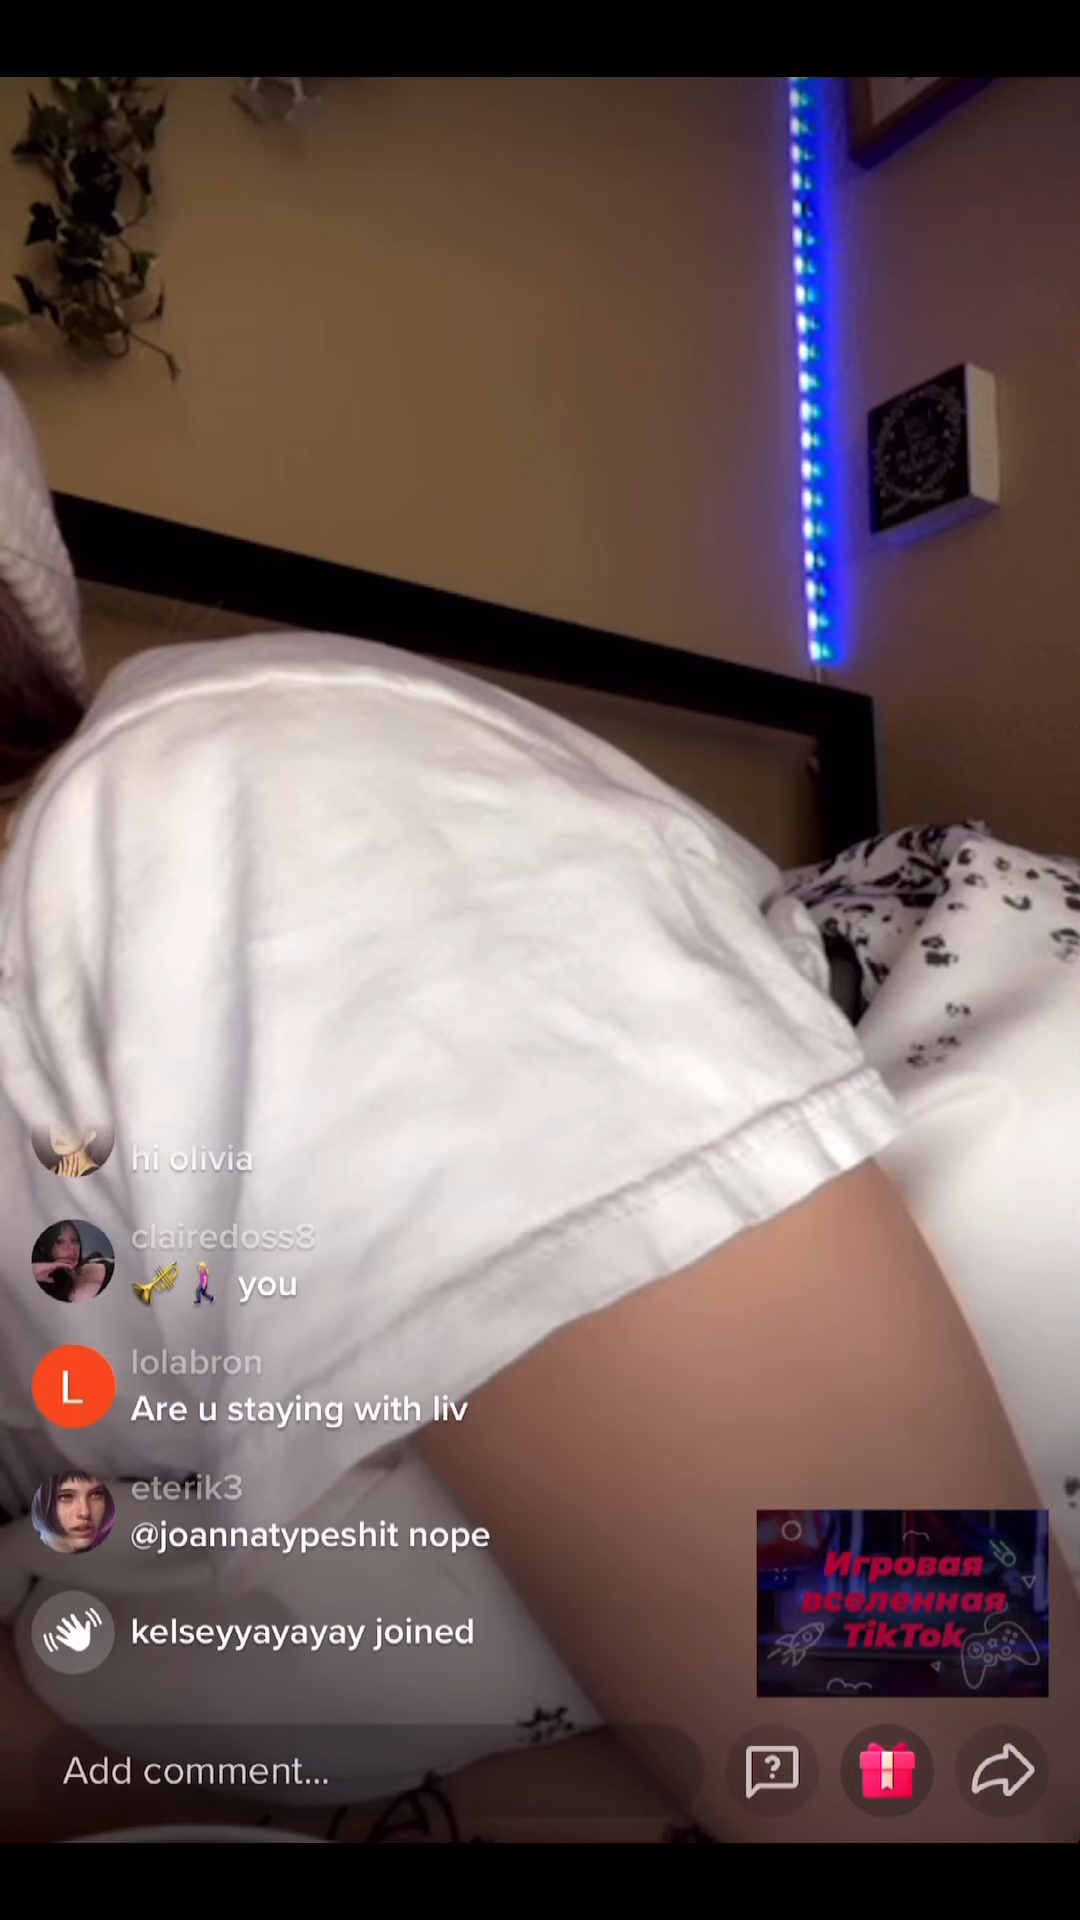 hi olivia
clairedoss8
🎺🚶‍♀️ you
L
lolabron
Are u staying with liv
eterik3
@joannatypeshit nope
kelseyyayayay joined
Игровая
вселенная
TikTok
Add comment...